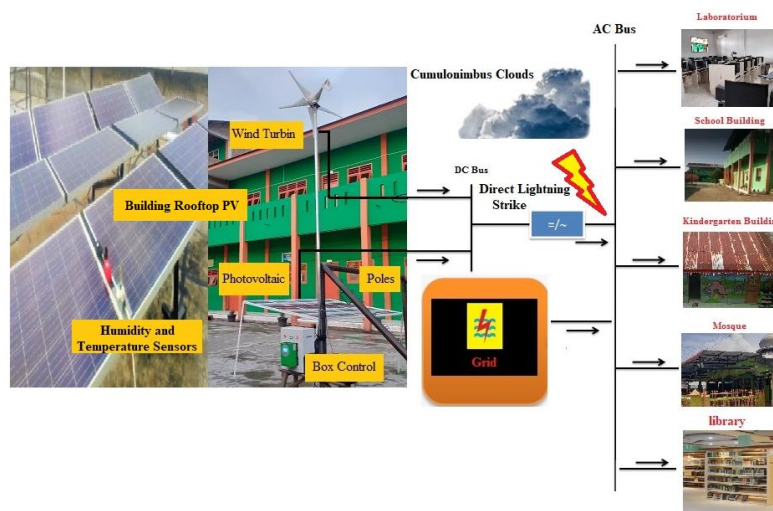 Laboratorium
AC Bus
Cumulonimbus Clouds
School Building
Wind Turbin
DC Bus
Direct Lightning
Strike
=/~
Building Rooftop PV
Kindergarten Buildin
Photovoltaic
Poles
Humidity and
Temperature Sensors
Mosque
Grid
Box Control
library